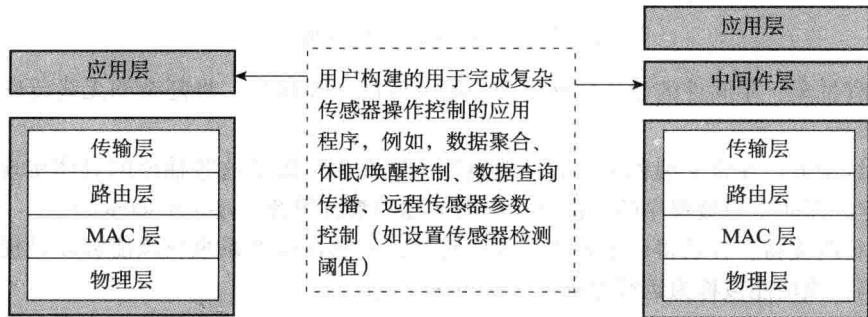 应用层
传输层
路由层
MAC 层
物理层
用户构建的用于完成复杂
传感器操作控制的应用
程序，例如，数据聚合、
休眠/唤醒控制、数据查询
传播、远程传感器参数
控制（如设置传感器检测
阈值）
应用层
中间件层
传输层
路由层
MAC 层
物理层